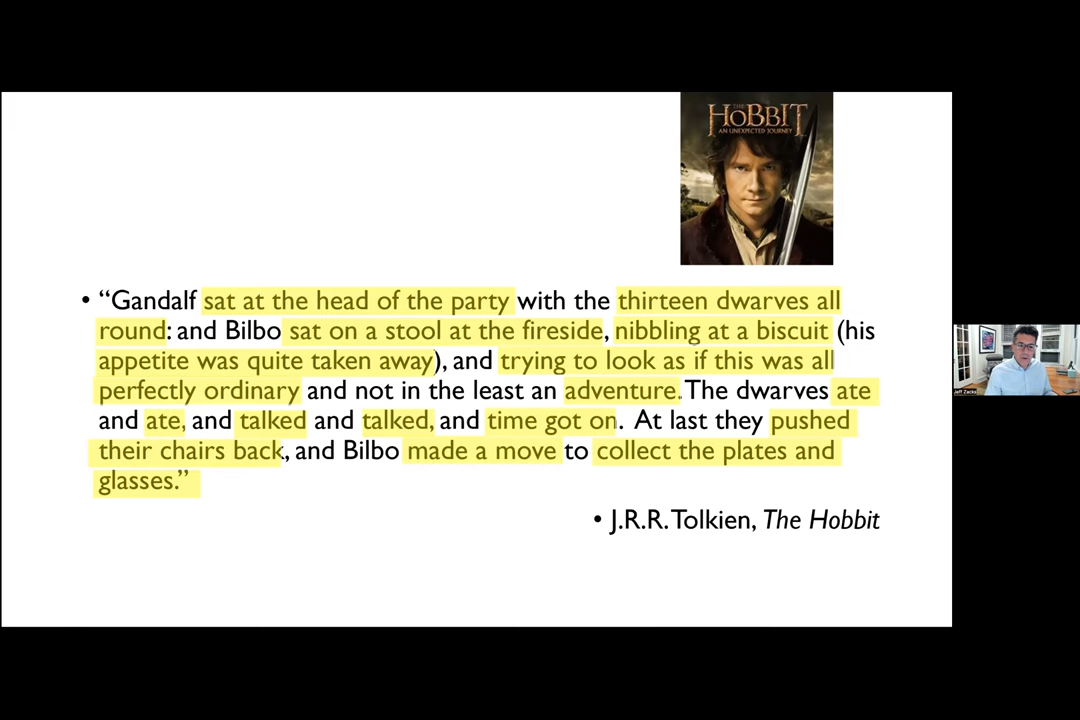 THE
HOBBIT
AN UNEXPECTED JOURNEY
• “Gandalf sat at the head of the party with the thirteen dwarves all
round: and Bilbo sat on a stool at the fireside, nibbling at a biscuit (his
appetite was quite taken away), and trying to look as if this was all
perfectly ordinary and not in the least an adventure. The dwarves ate
and ate, and talked and talked, and time got on. At last they pushed
their chairs back, and Bilbo made a move to collect the plates and
glasses.”
• J.R.R. Tolkien, The Hobbit
Jeff Zacks